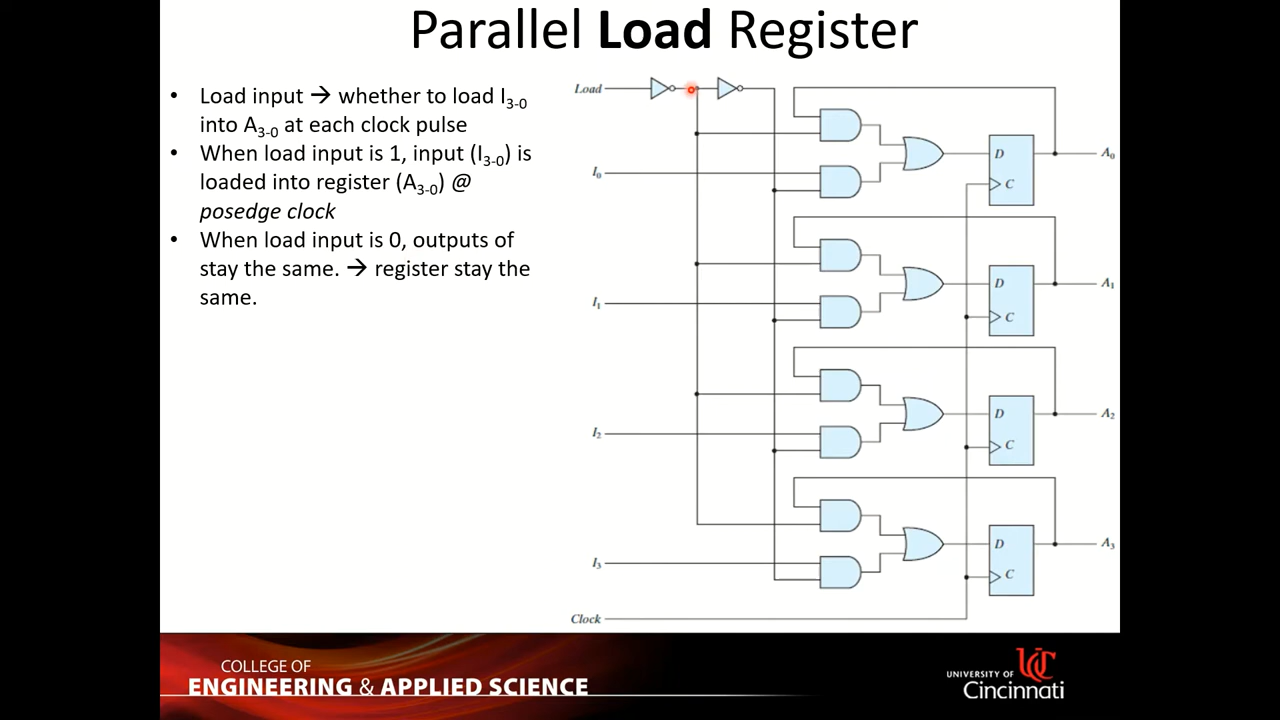 Parallel Load Register
• Load input → whether to load I3-0
into A3-0 at each clock pulse
• When load input is 1, input (I3-0) is
loaded into register (A3-0) @
posedge clock
• When load input is 0, outputs of
stay the same. → register stay the
same.
Load
I0
D
C
A0
I1
D
C
A1
I2
D
C
A2
I3
D
C
A3
Clock
COLLEGE OF
ENGINEERING & APPLIED SCIENCE
UC
UNIVERSITY OF
Cincinnati